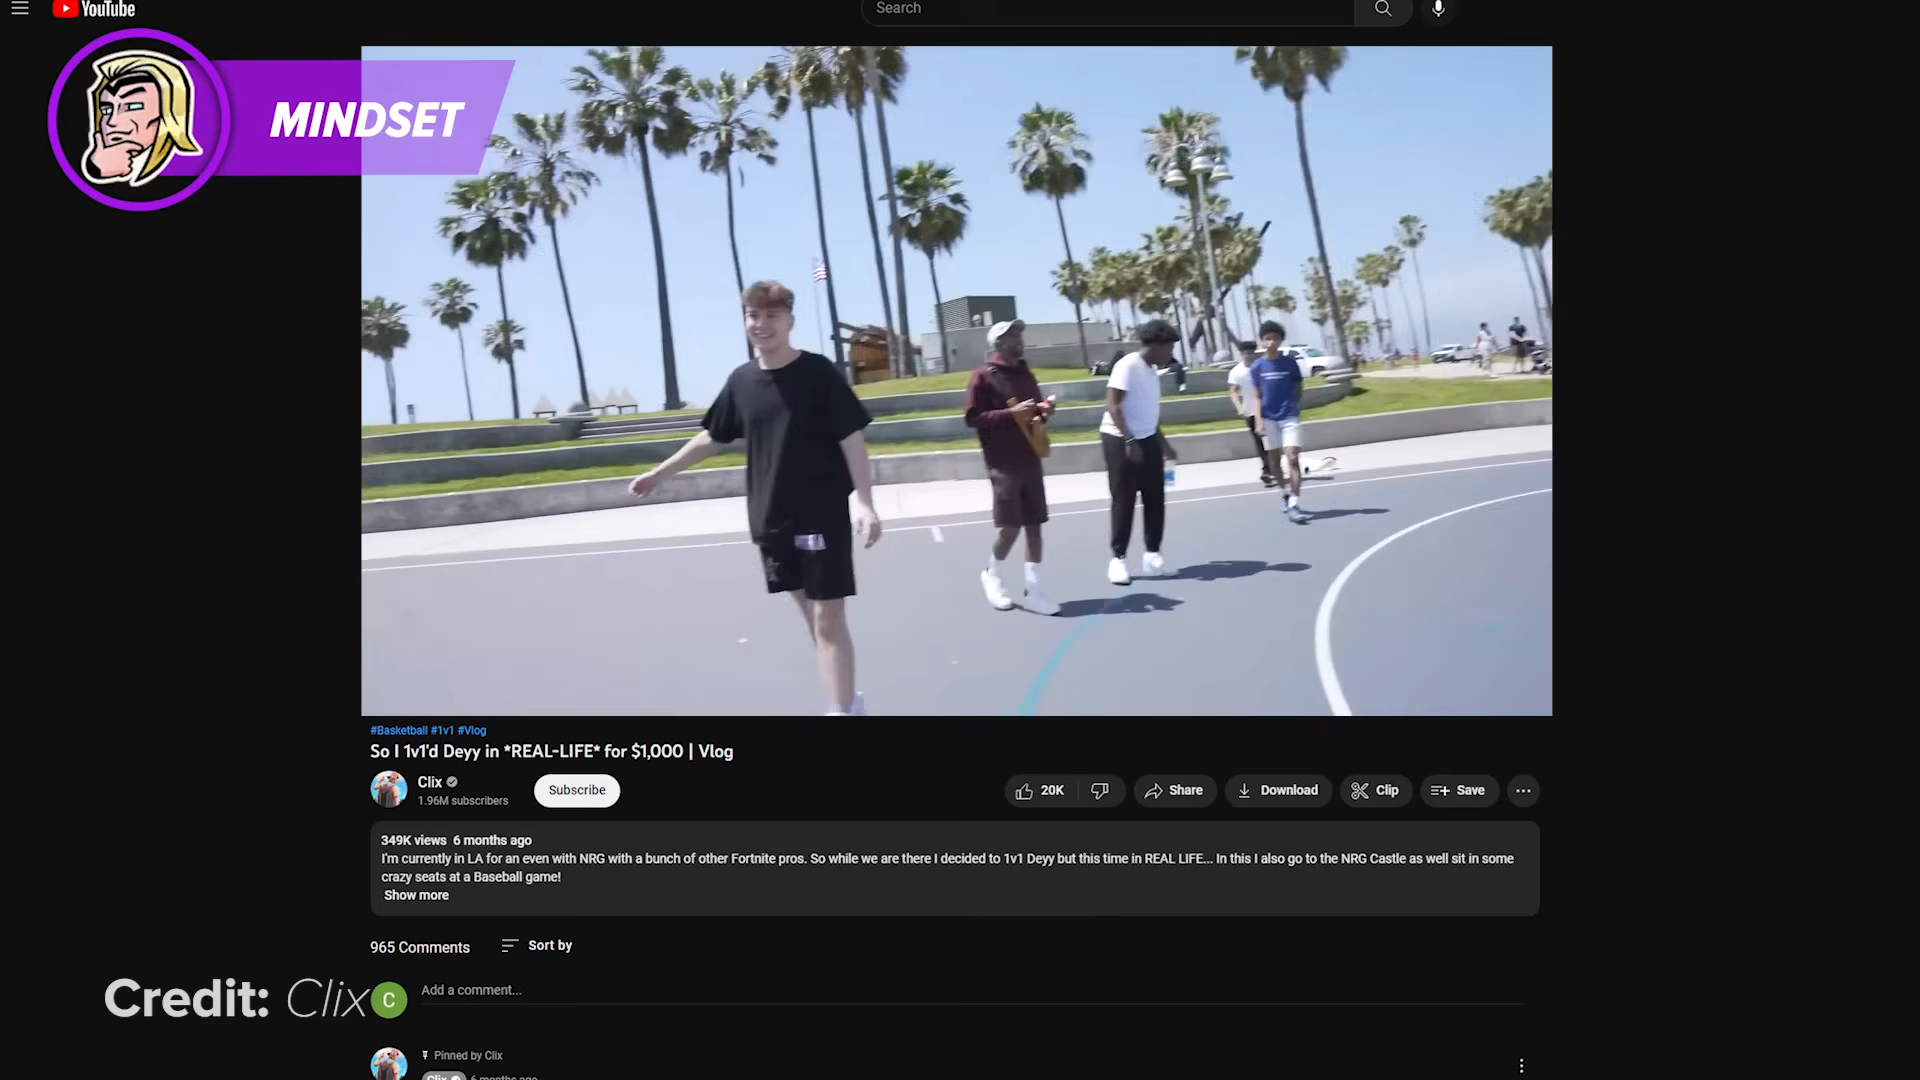 YouTube
Search
MINDSET
#Basketball #1v1 #Vlog
So I 1v1'd Deyy in *REAL-LIFE* for $1,000 | Vlog
Clix
1.96M subscribers
Subscribe
20K
Share
Download
Clip
Save
349K views 6 months ago
I'm currently in LA for an even with NRG with a bunch of other Fortnite pros. So while we are there I decided to 1v1 Deyy but this time in REAL LIFE... In this I also go to the NRG Castle as well sit in some
crazy seats at a Baseball game!
Show more
965 Comments
Sort by
Credit: Clix
C
Add a comment...
Pinned by Clix
Clix 6 months ago